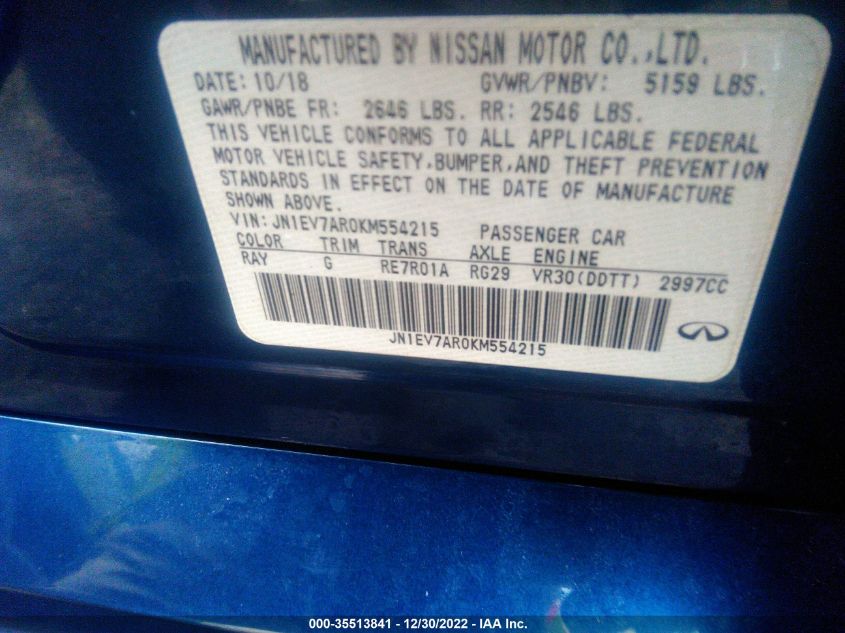 MANUFACTURED BY NISSAN MOTOR CO.,LTD.
DATE: 10/18 GVWR/PNBV: 5159 LBS.
GAWR/PNBE FR: 2646 LBS. RR: 2546 LBS.
THIS VEHICLE CONFORMS TO ALL APPLICABLE FEDERAL
MOTOR VEHICLE SAFETY,BUMPER,AND THEFT PREVENTION
STANDARDS IN EFFECT ON THE DATE OF MANUFACTURE
SHOWN ABOVE.
VIN: JN1EV7AR0KM554215 PASSENGER CAR
COLOR TRIM TRANS AXLE ENGINE
RAY G RE7R01A RG29 VR30(DDTT) 2997CC
JN1EV7AR0KM554215
000-35513841 - 12/30/2022 - IAA Inc.